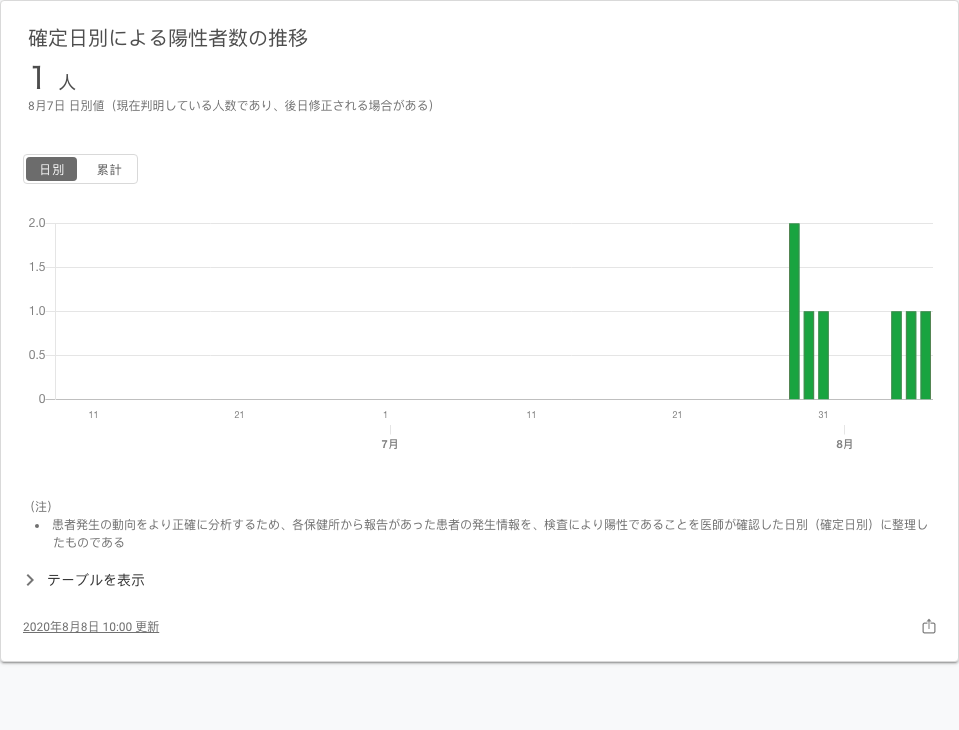 確定日別による陽性者数の推移
1 人
8月7日 日別値（現在判明している人数であり、後日修正される場合がある）
日別 累計
2.0
1.5
1.0
0.5
0
11 21 1 11 21 31
7月 8月
（注）
• 患者発生の動向をより正確に分析するため、各保健所から報告があった患者の発生情報を、検査により陽性であることを医師が確認した日別（確定日別）に整理し
たものである
テーブルを表示
2020年8月8日 10:00 更新